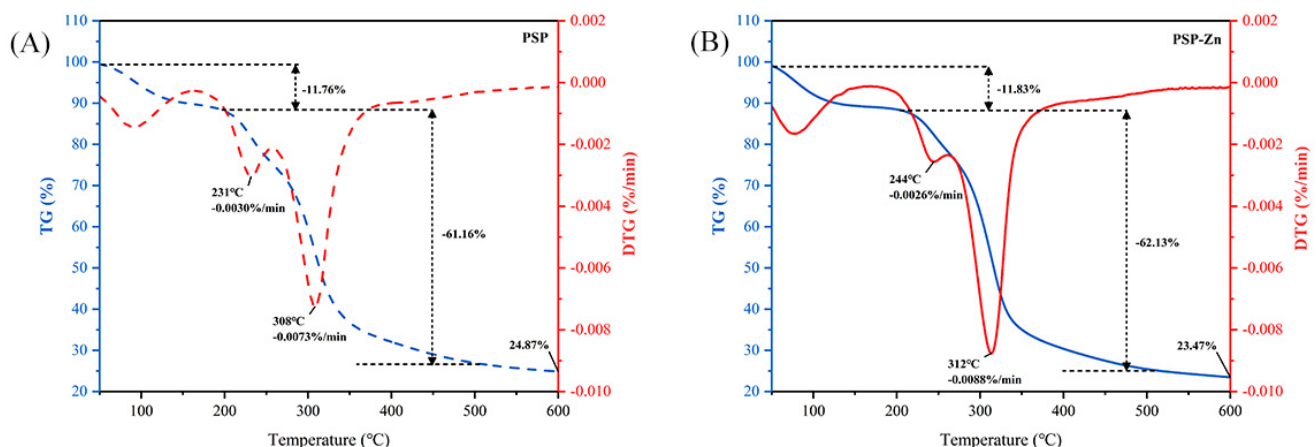 (A)
PSP
110
100
90
80
70
60
50
40
30
20
TG (%)
0.002
0.000
-0.002
-0.004
-0.006
-0.008
-0.010
DTG (%/min)
-11.76%
231℃
-0.0030%/min
-61.16%
308℃
-0.0073%/min
24.87%
100 200 300 400 500 600
Temperature (℃)
(B)
PSP-Zn
110
100
90
80
70
60
50
40
30
20
TG (%)
0.002
0.000
-0.002
-0.004
-0.006
-0.008
-0.010
DTG (%/min)
-11.83%
244℃
-0.0026%/min
-62.13%
312℃
-0.0088%/min
23.47%
100 200 300 400 500 600
Temperature (℃)